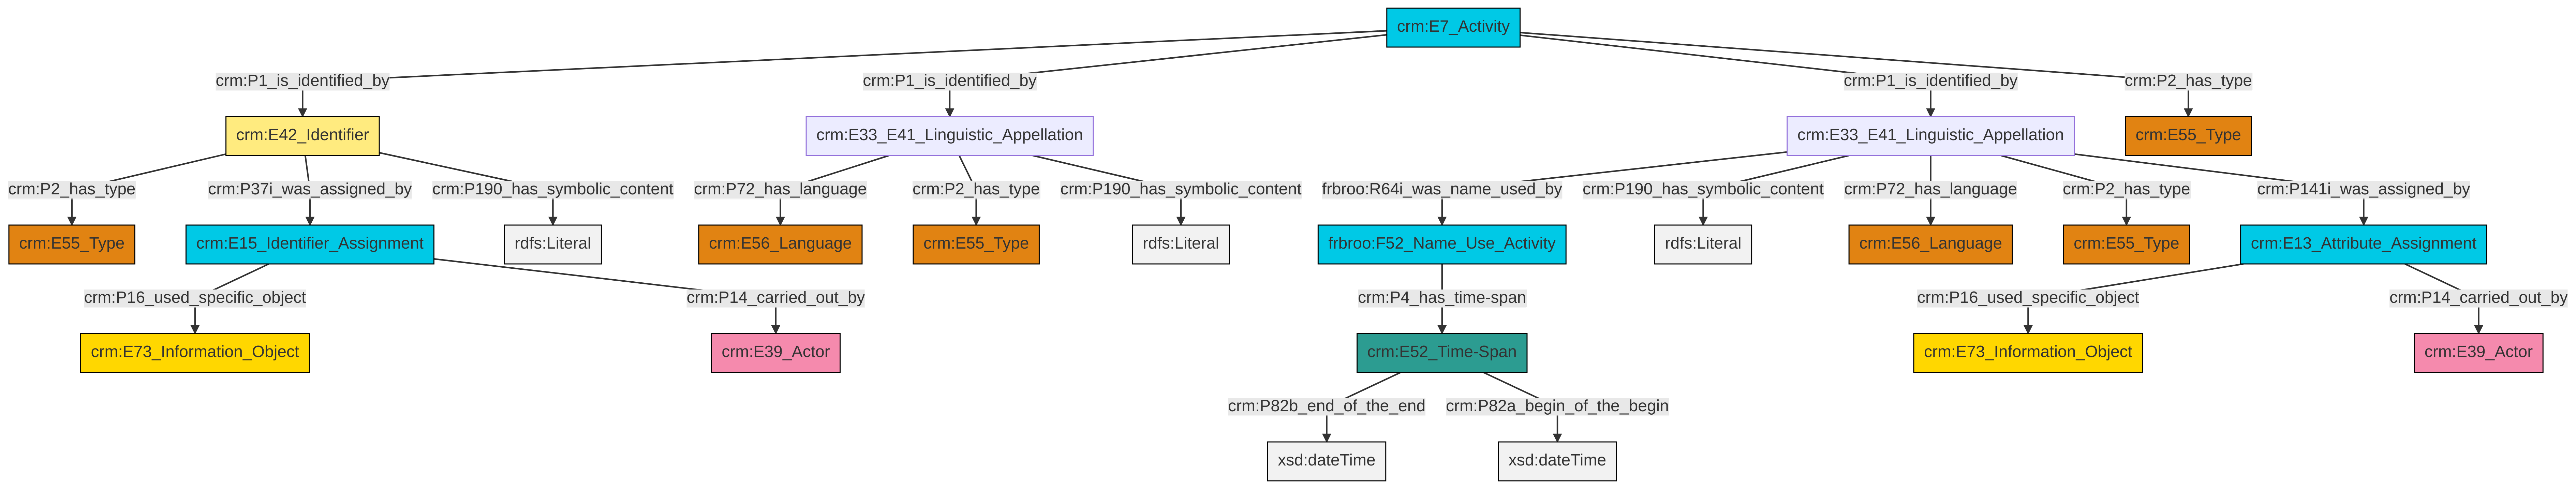 crm:E7_Activity
crm:P1_is_identified_by
crm:P1_is_identified_by
crm:P1_is_identified_by
crm:P2_has_type
crm:E42_Identifier
crm:E33_E41_Linguistic_Appellation
crm:E33_E41_Linguistic_Appellation
crm:E55_Type
crm:P2_has_type
crm:P37i_was_assigned_by
crm:P190_has_symbolic_content
crm:P72_has_language
crm:P2_has_type
crm:P190_has_symbolic_content
frbroo:R64i_was_name_used_by
crm:P190_has_symbolic_content
crm:P72_has_language
crm:P2_has_type
crm:P141i_was_assigned_by
crm:E55_Type
crm:E15_Identifier_Assignment
rdfs:Literal
crm:E56_Language
crm:E55_Type
rdfs:Literal
frbroo:F52_Name_Use_Activity
rdfs:Literal
crm:E56_Language
crm:E55_Type
crm:E13_Attribute_Assignment
crm:P16_used_specific_object
crm:P14_carried_out_by
crm:P4_has_time-span
crm:P16_used_specific_object
crm:P14_carried_out_by
crm:E73_Information_Object
crm:E39_Actor
crm:E52_Time-Span
crm:E73_Information_Object
crm:E39_Actor
crm:P82b_end_of_the_end
crm:P82a_begin_of_the_begin
xsd:dateTime
xsd:dateTime